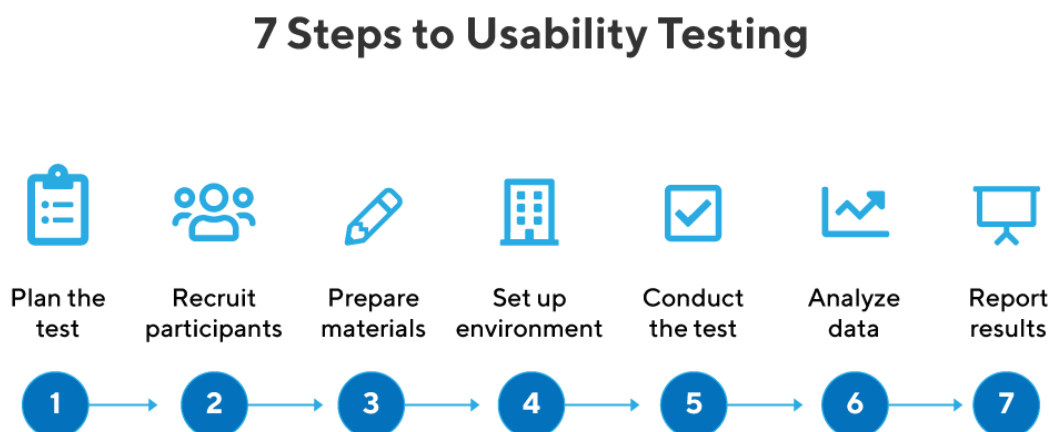 7 Steps to Usability Testing
Plan the
test
Recruit
participants
Prepare
materials
Set up
environment
Conduct
the test
Analyze
data
Report
results
1
2
3
4
5
6
7